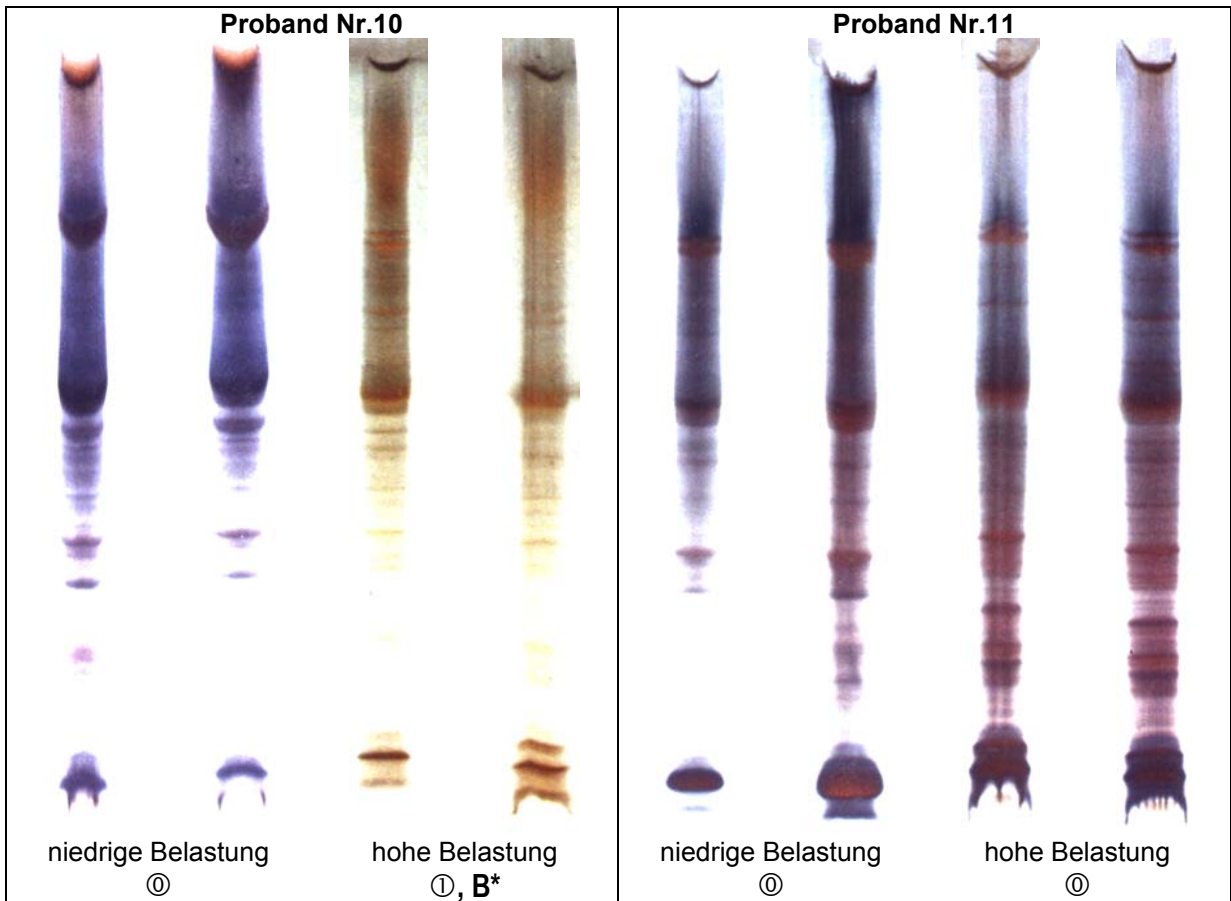 Proband Nr.10
niedrige Belastung
⓪
hohe Belastung
①, B*
Proband Nr.11
niedrige Belastung
⓪
hohe Belastung
⓪